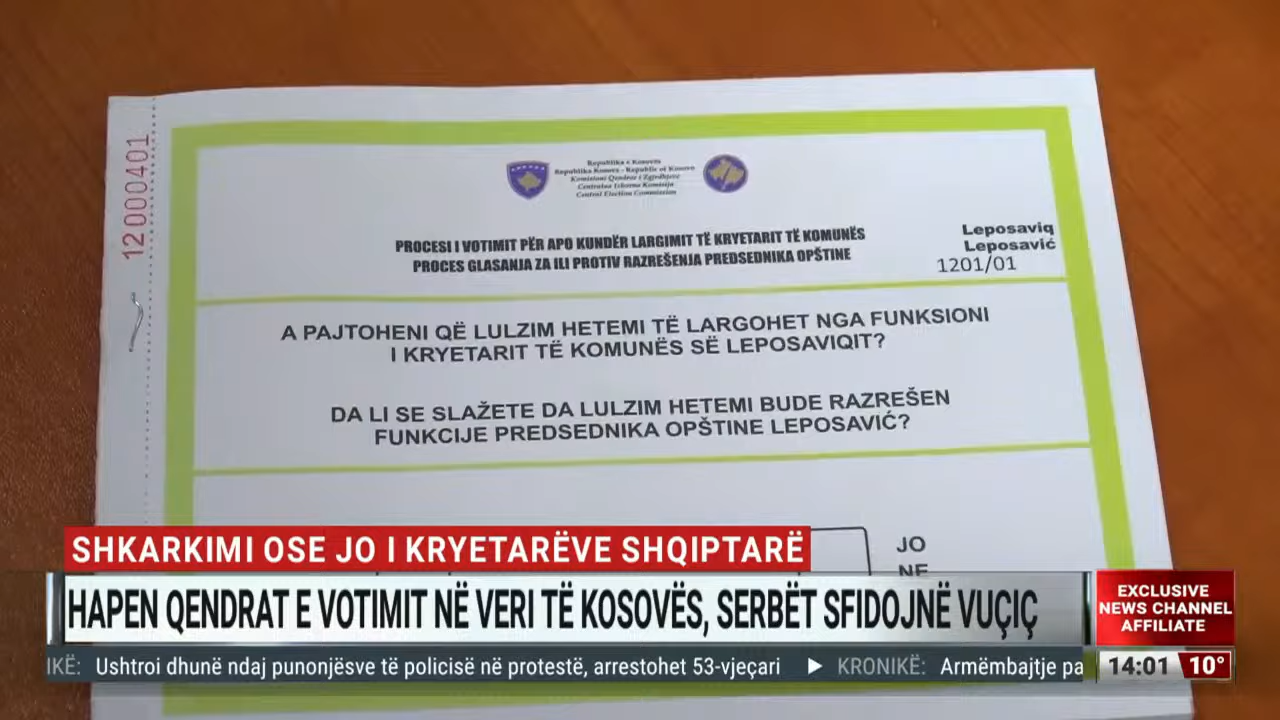 12000401
Republika e Kosovës
Republika Kosova - Republic of Kosovo
Komisioni Qendror i Zgjedhjeve
Centralna Izborna Komisija
Central Election Commission
PROCESI I VOTIMIT PËR APO KUNDËR LARGIMIT TË KRYETARIT TË KOMUNËS
PROCES GLASANJA ZA ILI PROTIV RAZREŠENJA PREDSEDNIKA OPŠTINE
Leposaviq
Leposavić
1201/01
A PAJTOHENI QË LULZIM HETEMI TË LARGOHET NGA FUNKSIONI
I KRYETARIT TË KOMUNËS SË LEPOSAVIQIT?
DA LI SE SLAŽETE DA LULZIM HETEMI BUDE RAZREŠEN
FUNKCIJE PREDSEDNIKA OPŠTINE LEPOSAVIĆ?
JO
NE
SHKARKIMI OSE JO I KRYETARËVE SHQIPTARË
HAPEN QENDRAT E VOTIMIT NË VERI TË KOSOVËS, SERBËT SFIDOJNË VUÇIÇ
EXCLUSIVE
NEWS CHANNEL
AFFILIATE
IKË: Ushtroi dhunë ndaj punonjësve të policisë në protestë, arrestohet 53-vjeçari ▶ KRONIKË: Armëmbajtje pa
14:01 10°